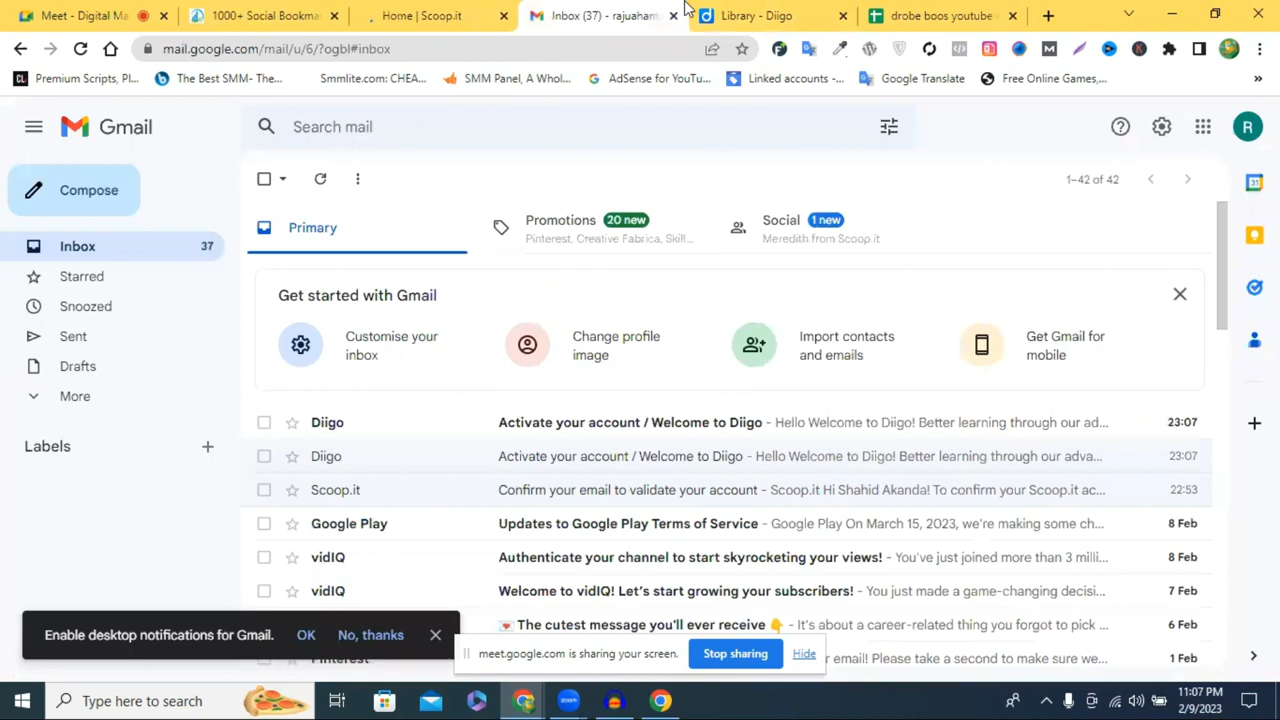 Meet - Digital Ma
1000+ Social Bookma
Home | Scoop.it
Inbox (37) - rajuahan
Library - Diigo
drobe boos youtube
mail.google.com/mail/u/6/?ogbl#inbox
Premium Scripts, Pl...
The Best SMM- The...
Smmlite.com: CHEA...
SMM Panel, A Whol...
AdSense for YouTu...
Linked accounts -...
Google Translate
Free Online Games,...
Gmail
Search mail
R
Compose
1–42 of 42
Primary
Promotions 20 new
Pinterest, Creative Fabrica, Skill...
Social 1 new
Meredith from Scoop.it
Inbox 37
Starred
Snoozed
Sent
Drafts
More
Labels
Get started with Gmail
Customise your inbox
Change profile image
Import contacts and emails
Get Gmail for mobile
Diigo Activate your account / Welcome to Diigo - Hello Welcome to Diigo! Better learning through our ad... 23:07
Diigo Activate your account / Welcome to Diigo - Hello Welcome to Diigo! Better learning through our adva... 23:07
Scoop.it Confirm your email to validate your account - Scoop.it Hi Shahid Akanda! To confirm your Scoop.it ac... 22:53
Google Play Updates to Google Play Terms of Service - Google Play On March 15, 2023, we're making some ch... 8 Feb
vidIQ Authenticate your channel to start skyrocketing your views! - You've just joined more than 3 milli... 8 Feb
vidIQ Welcome to vidIQ! Let's start growing your subscribers! - You just made a game-changing decisi... 7 Feb
The cutest message you'll ever receive - It's about a career-related thing you forgot to pick ... 6 Feb
Pinterest r email! Please take a second to make sure we... 1 Feb
Enable desktop notifications for Gmail. OK No, thanks
meet.google.com is sharing your screen. Stop sharing Hide
Type here to search
11:07 PM
2/9/2023